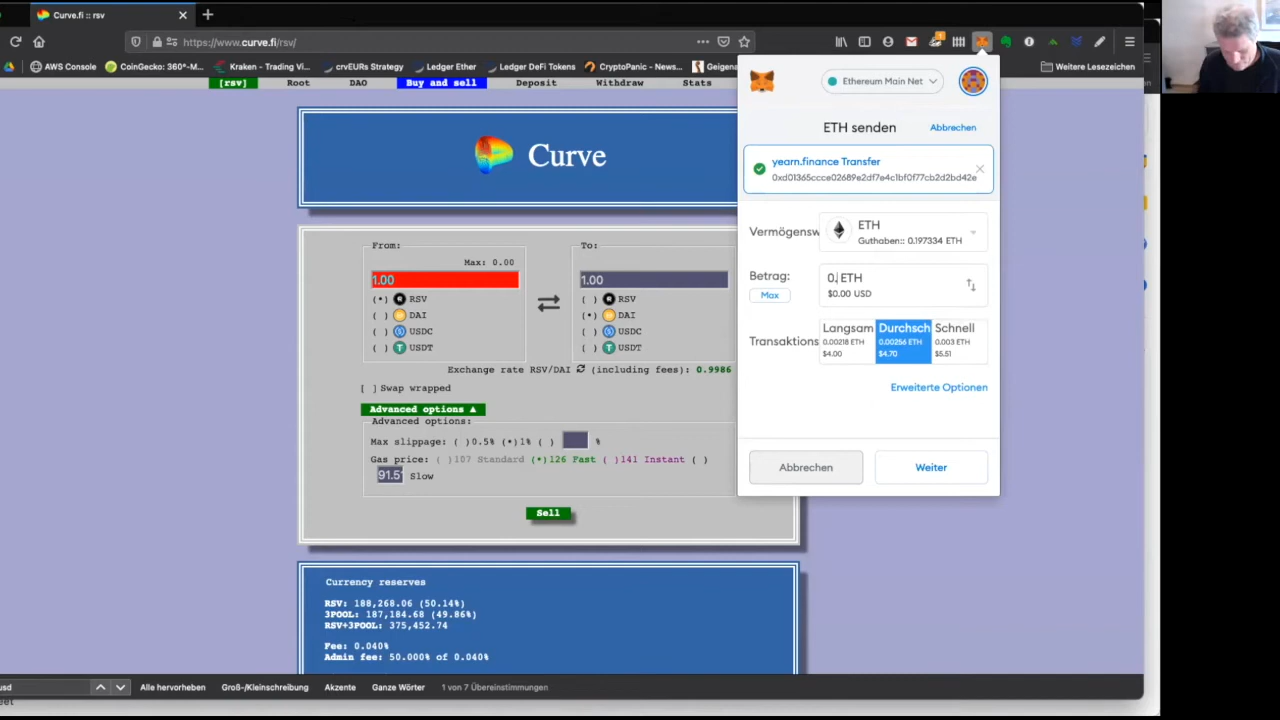 Curve.fi :: rsv
https://www.curve.fi/rsv/
AWS Console
CoinGecko: 360°-M...
Kraken - Trading Vi...
crvEURs Strategy
Ledger Ether
Ledger DeFi Tokens
CryptoPanic - News...
Geigen
Weitere Lesezeichen
[rsv] Root DAO Buy and sell Deposit Withdraw Stats
Curve
From:
Max: 0.00
1.00
(•) RSV
( ) DAI
( ) USDC
( ) USDT
To:
1.00
( ) RSV
(•) DAI
( ) USDC
( ) USDT
Exchange rate RSV/DAI (including fees): 0.9986
[ ] Swap wrapped
Advanced options ▲
Advanced options:
Max slippage: ( )0.5% (•)1% ( ) %
Gas price: ( )107 Standard (•)126 Fast ( )141 Instant ( )
91.5 Slow
Sell
Currency reserves
RSV: 188,268.06 (50.14%)
3POOL: 187,184.68 (49.86%)
RSV+3POOL: 375,452.74
Fee: 0.040%
Admin fee: 50.000% of 0.040%
Ethereum Main Net
ETH senden
Abbrechen
yearn.finance Transfer
0xd01365ccce02689e2df7e4c1bf0f77cb2d2bd42e
Vermögensw
ETH
Guthaben:: 0.197334 ETH
Betrag:
Max
0. ETH
$0.00 USD
Transaktions
Langsam Durchsch Schnell
0.00218 ETH 0.00256 ETH 0.003 ETH
$4.00 $4.70 $5.51
Erweiterte Optionen
Abbrechen
Weiter
usd
Alle hervorheben
Groß-/Kleinschreibung
Akzente
Ganze Wörter
1 von 7 Übereinstimmungen